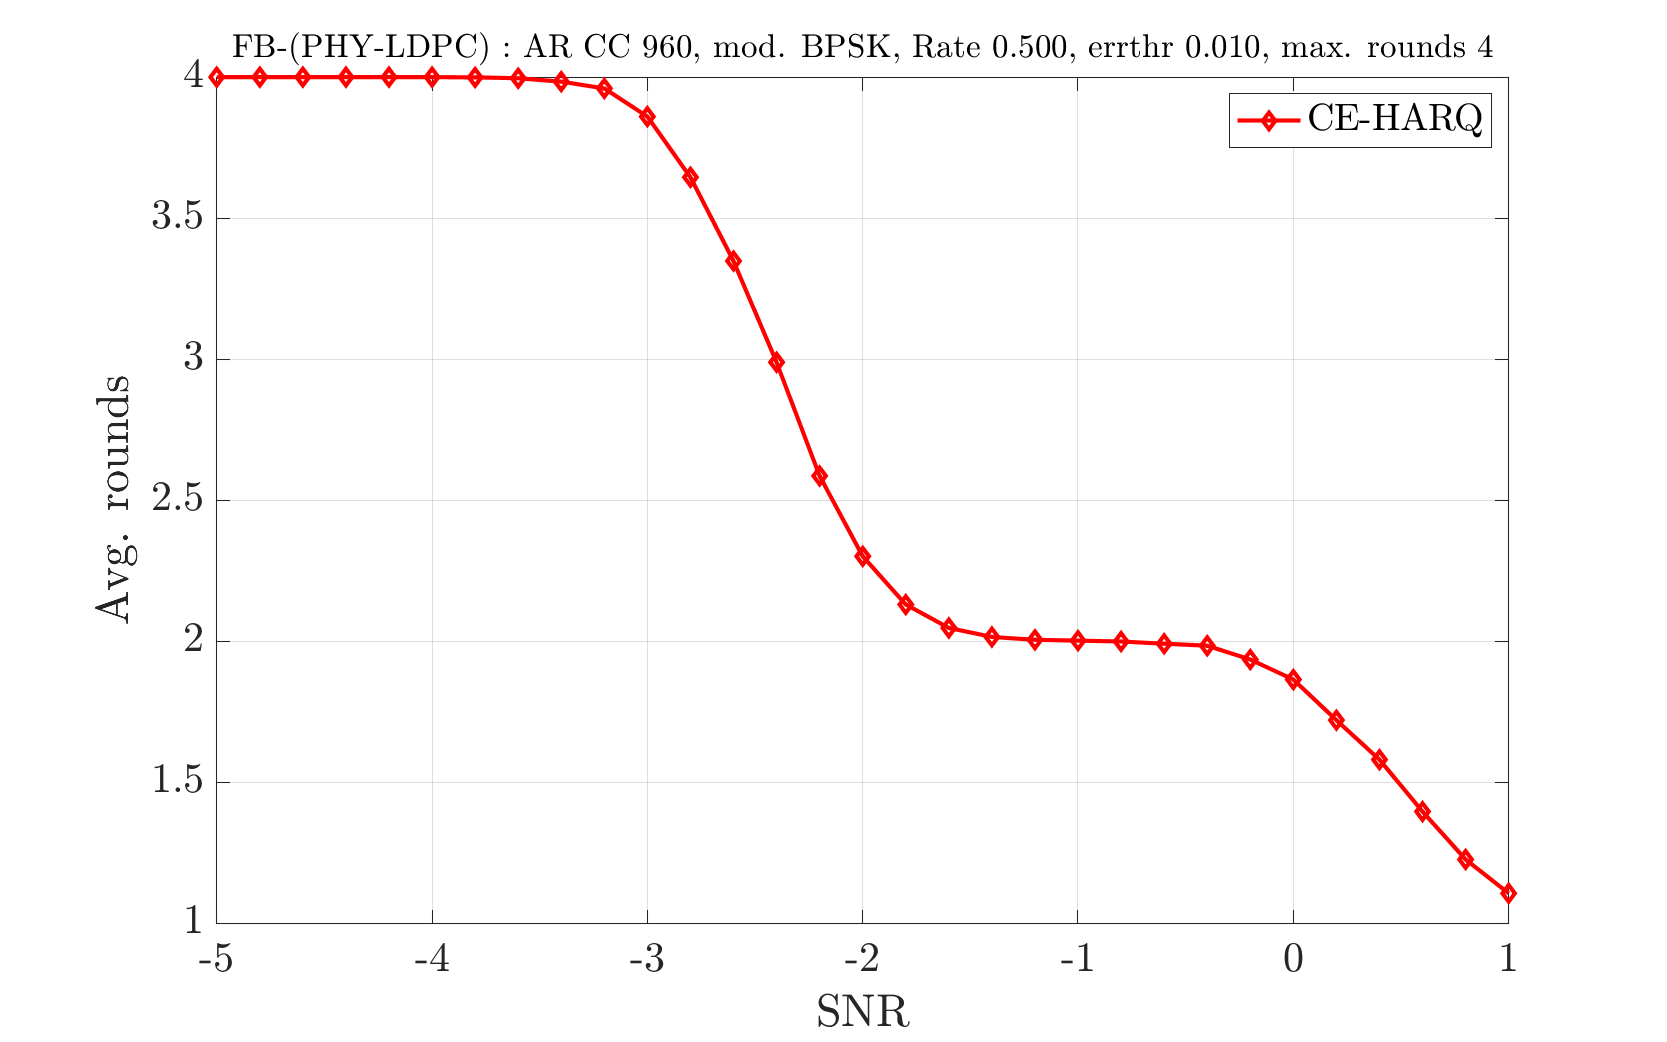 FB-(PHY-LDPC) : AR CC 960, mod. BPSK, Rate 0.500, errthr 0.010, max. rounds 4
CE-HARQ
4
3.5
3
2.5
2
1.5
1
Avg. rounds
-5 -4 -3 -2 -1 0 1
SNR